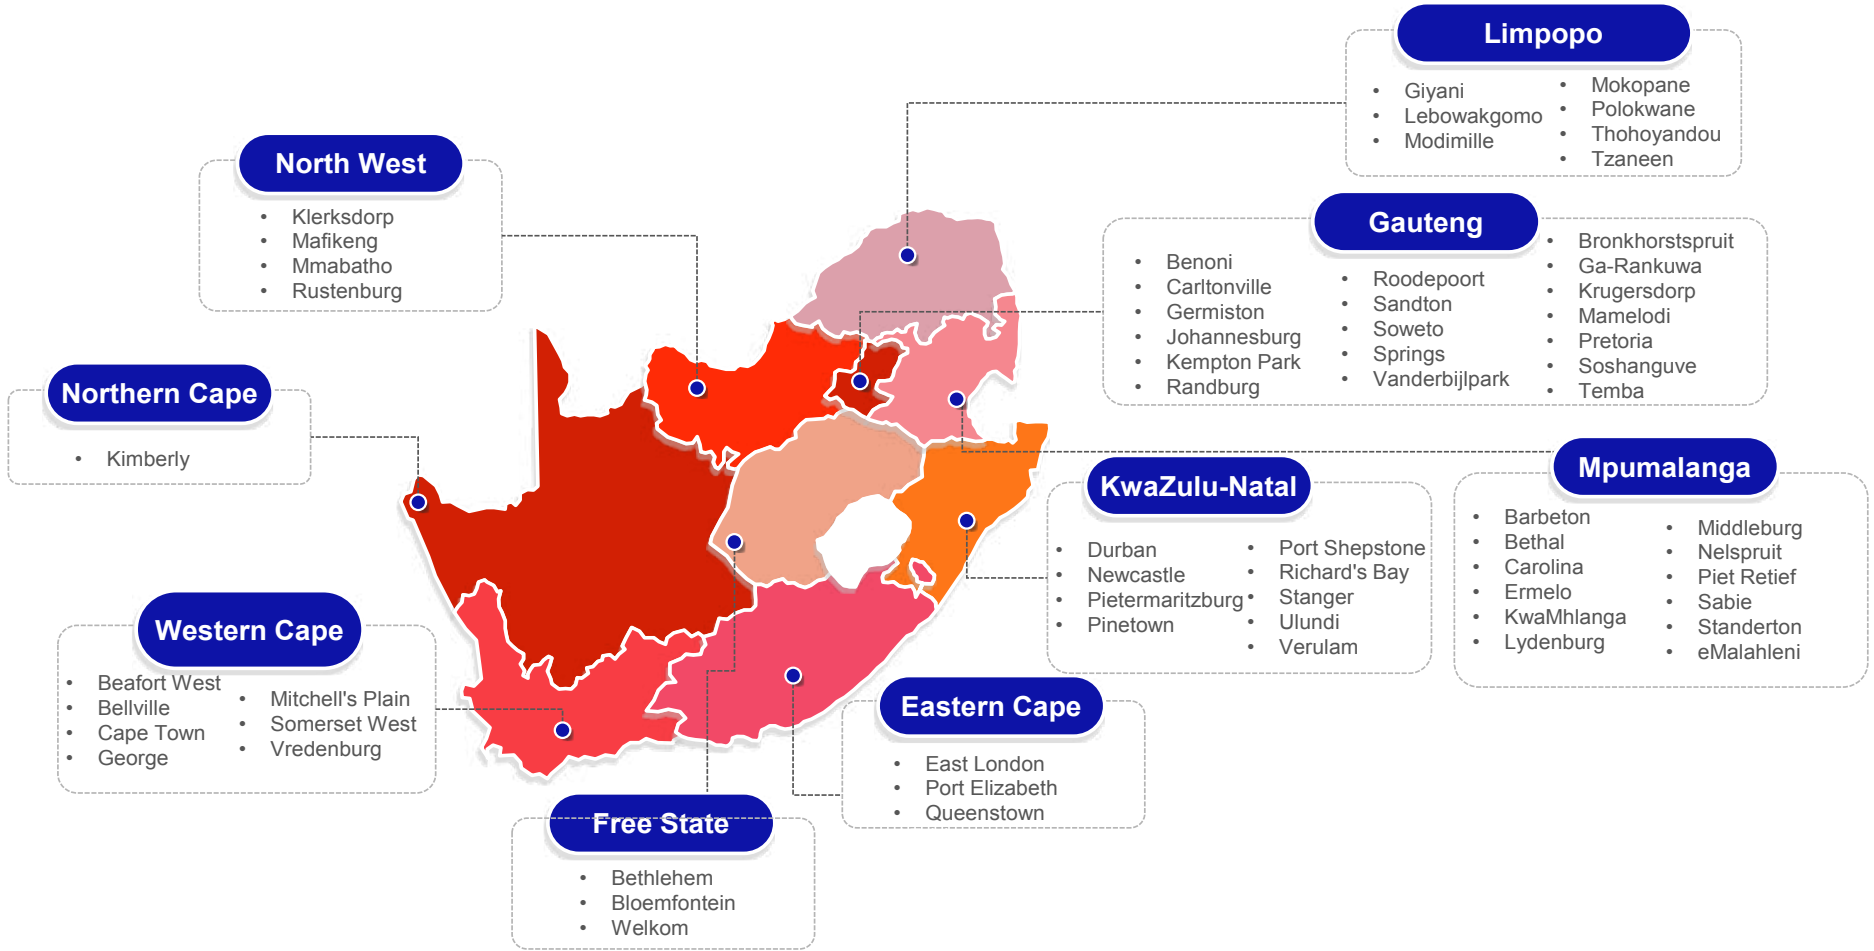 Limpopo
• Giyani
• Lebowakgomo
• Modimille
• Mokopane
• Polokwane
• Thohoyandou
• Tzaneen
North West
• Klerksdorp
• Mafikeng
• Mmabatho
• Rustenburg
Gauteng
• Benoni
• Carltonville
• Germiston
• Johannesburg
• Kempton Park
• Randburg
• Roodepoort
• Sandton
• Soweto
• Springs
• Vanderbijlpark
• Bronkhorstspruit
• Ga-Rankuwa
• Krugersdorp
• Mamelodi
• Pretoria
• Soshanguve
• Temba
Northern Cape
• Kimberly
KwaZulu-Natal
• Durban
• Newcastle
• Pietermaritzburg
• Pinetown
• Port Shepstone
• Richard's Bay
• Stanger
• Ulundi
• Verulam
Mpumalanga
• Barbeton
• Bethal
• Carolina
• Ermelo
• KwaMhlanga
• Lydenburg
• Middleburg
• Nelspruit
• Piet Retief
• Sabie
• Standerton
• eMalahleni
Western Cape
• Beafort West
• Bellville
• Cape Town
• George
• Mitchell's Plain
• Somerset West
• Vredenburg
Eastern Cape
• East London
• Port Elizabeth
• Queenstown
Free State
• Bethlehem
• Bloemfontein
• Welkom